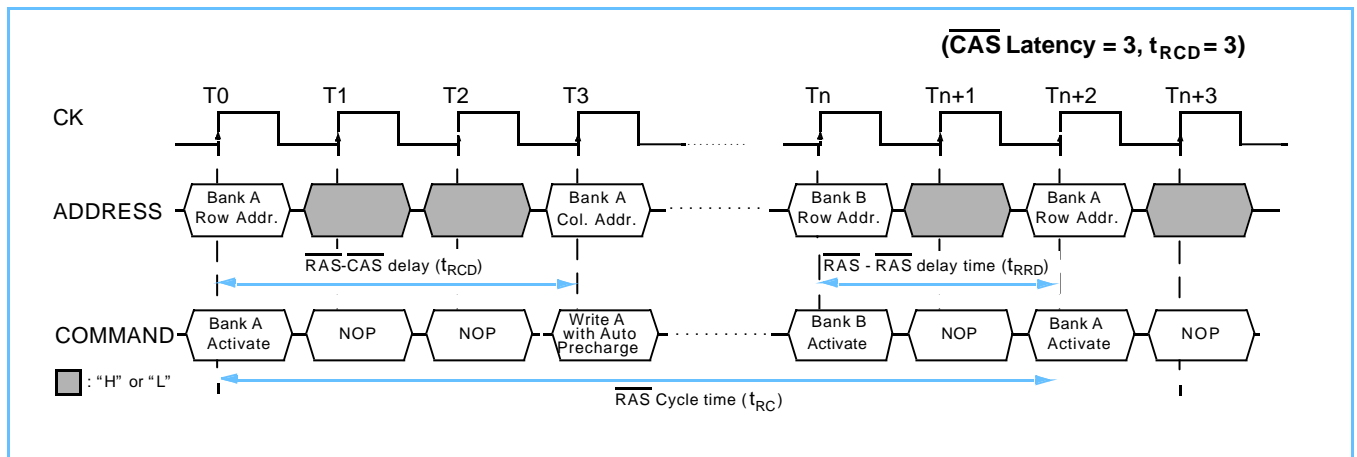 (CAS Latency = 3, tRCD = 3)
T0 T1 T2 T3 Tn Tn+1 Tn+2 Tn+3
CK
ADDRESS
Bank A
Row Addr.
Bank A
Col. Addr.
Bank B
Row Addr.
Bank A
Row Addr.
RAS-CAS delay (tRCD)
RAS - RAS delay time (tRRD)
COMMAND
Bank A
Activate
NOP
NOP
Write A
with Auto
Precharge
Bank B
Activate
NOP
Bank A
Activate
NOP
: “H” or “L”
RAS Cycle time (tRC)